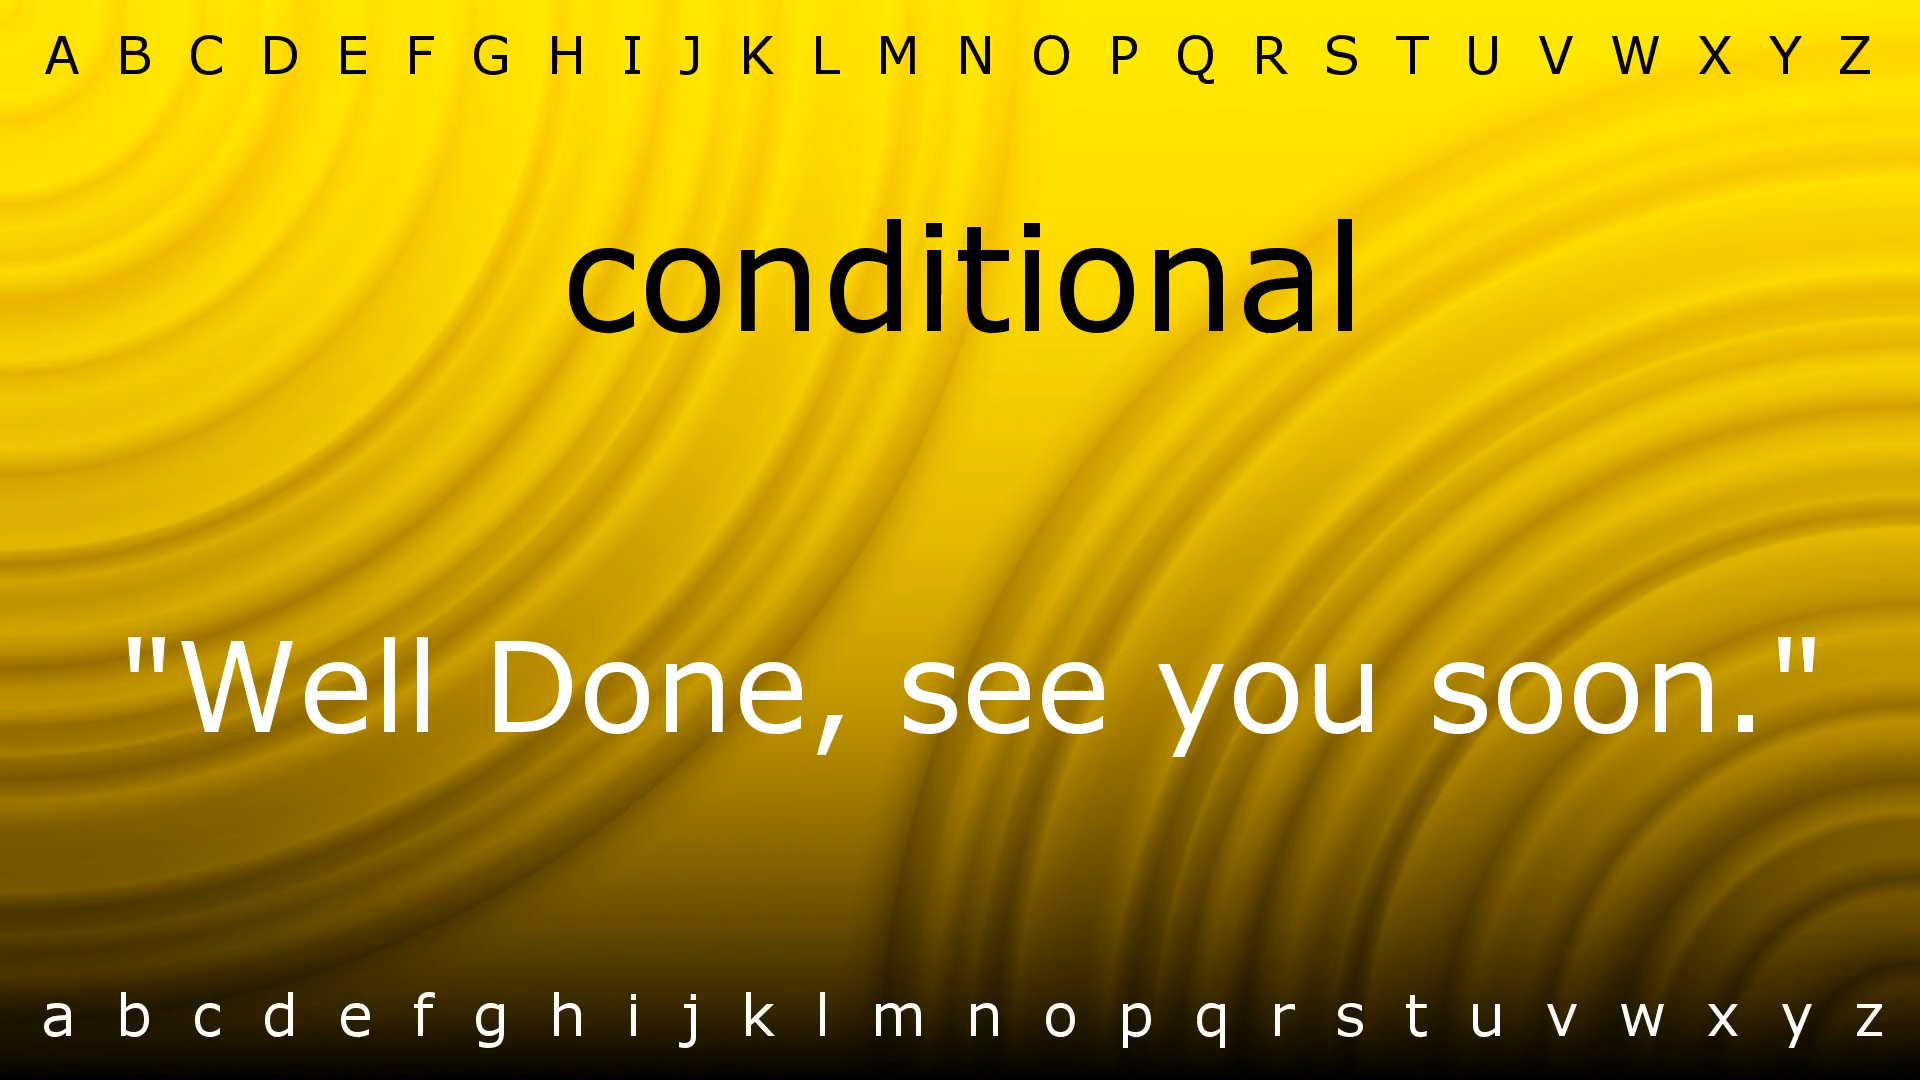 A B C D E F G H I J K L M N O P Q R S T U V W X Y Z
conditional
"Well Done, see you soon."
a b c d e f g h i j k l m n o p q r s t u v w x y z